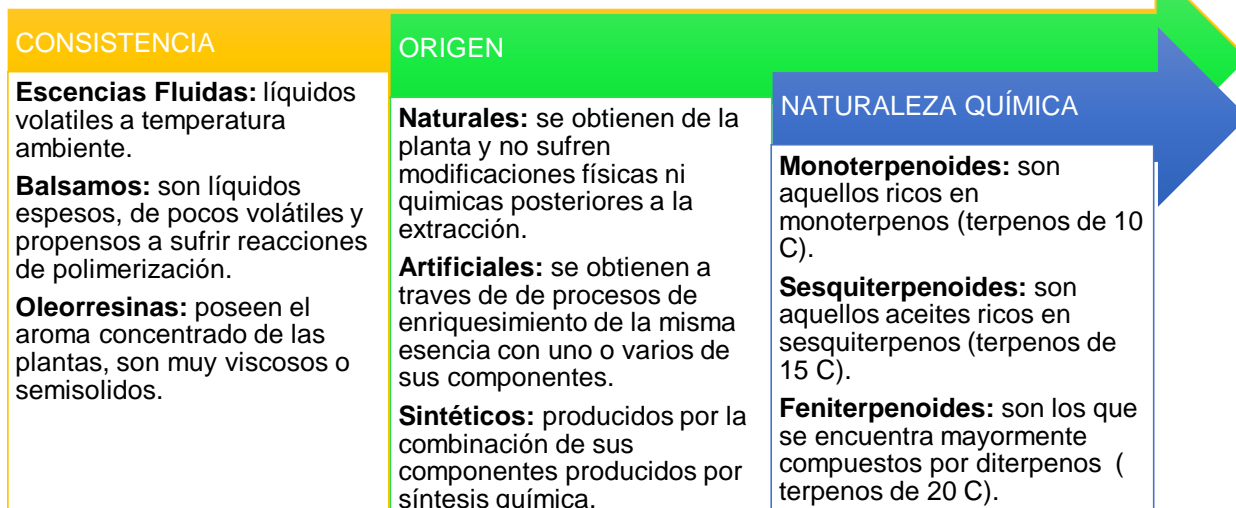 CONSISTENCIA
Escencias Fluidas: líquidos
volatiles a temperatura
ambiente.
Balsamos: son líquidos
espesos, de pocos volátiles y
propensos a sufrir reacciones
de polimerización.
Oleorresinas: poseen el
aroma concentrado de las
plantas, son muy viscosos o
semisolidos.
ORIGEN
Naturales: se obtienen de la
planta y no sufren
modificaciones físicas ni
quimicas posteriores a la
extracción.
Artificiales: se obtienen a
traves de de procesos de
enriquesimiento de la misma
esencia con uno o varios de
sus componentes.
Sintéticos: producidos por la
combinación de sus
componentes producidos por
síntesis química.
NATURALEZA QUÍMICA
Monoterpenoides: son
aquellos ricos en
monoterpenos (terpenos de 10
C).
Sesquiterpenoides: son
aquellos aceites ricos en
sesquiterpenos (terpenos de
15 C).
Feniterpenoides: son los que
se encuentra mayormente
compuestos por diterpenos (
terpenos de 20 C).